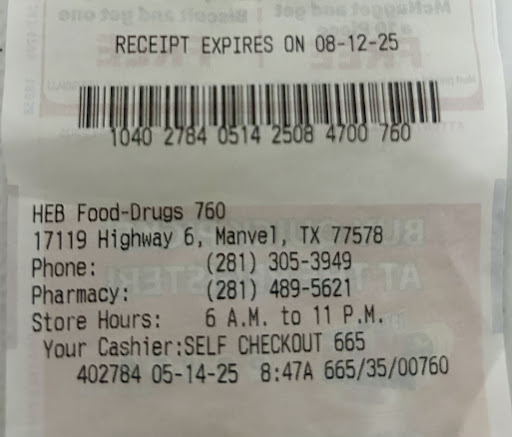 RECEIPT EXPIRES ON 08-12-25
1040 2784 0514 2508 4700 760
HEB Food-Drugs 760
17119 Highway 6, Manvel, TX 77578
Phone: (281) 305-3949
Pharmacy: (281) 489-5621
Store Hours: 6 A.M. to 11 P.M.
Your Cashier:SELF CHECKOUT 665
402784 05-14-25 8:47A 665/35/00760